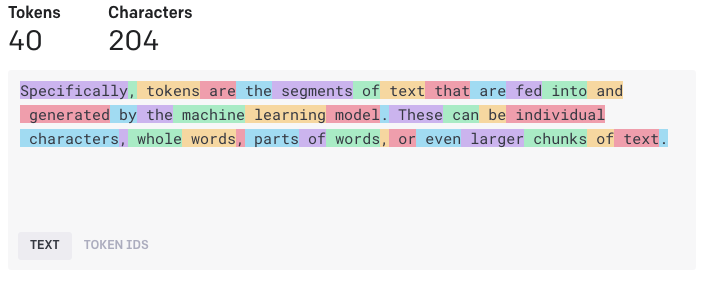 Tokens Characters
40 204
Specifically, tokens are the segments of text that are fed into and
generated by the machine learning model. These can be individual
characters, whole words, parts of words, or even larger chunks of text.
TEXT TOKEN IDS